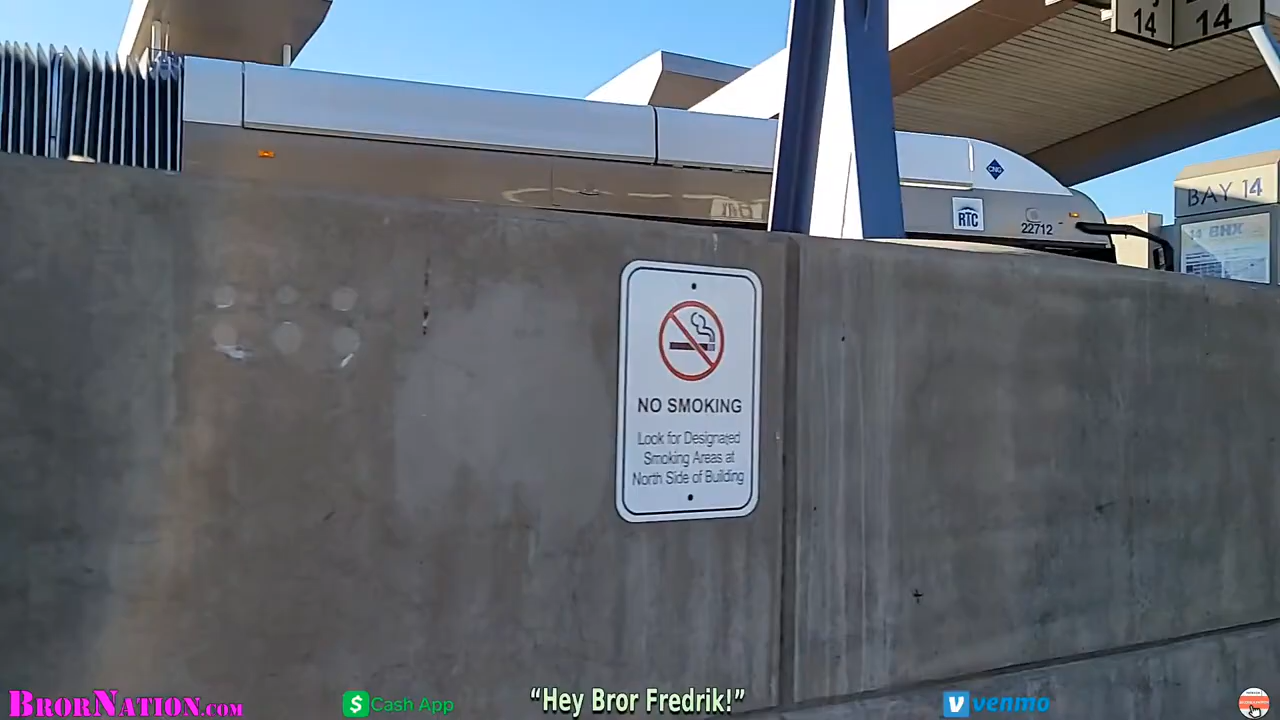 14
14
CNG
RTC
22712
BAY 14
14 BHX
NO SMOKING
Look for Designated
Smoking Areas at
North Side of Building
BRORNATION.COM
$ Cash App
“Hey Bror Fredrik!”
venmo